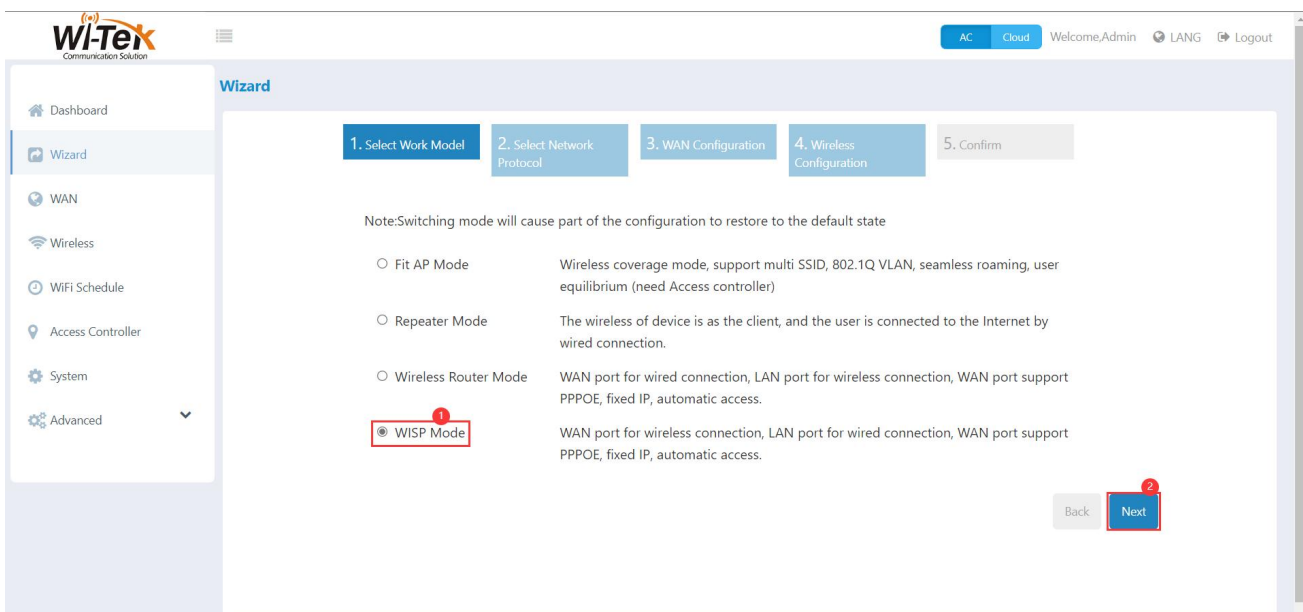 Wi-Tek
Communication Solution
AC Cloud Welcome,Admin LANG Logout
Wizard
Dashboard
Wizard
WAN
Wireless
WiFi Schedule
Access Controller
System
Advanced
1. Select Work Model
2. Select Network
Protocol
3. WAN Configuration
4. Wireless
Configuration
5. Confirm
Note:Switching mode will cause part of the configuration to restore to the default state
Fit AP Mode
Wireless coverage mode, support multi SSID, 802.1Q VLAN, seamless roaming, user
equilibrium (need Access controller)
Repeater Mode
The wireless of device is as the client, and the user is connected to the Internet by
wired connection.
Wireless Router Mode
WAN port for wired connection, LAN port for wireless connection, WAN port support
PPPOE, fixed IP, automatic access.
1
WISP Mode
WAN port for wireless connection, LAN port for wired connection, WAN port support
PPPOE, fixed IP, automatic access.
2
Back Next